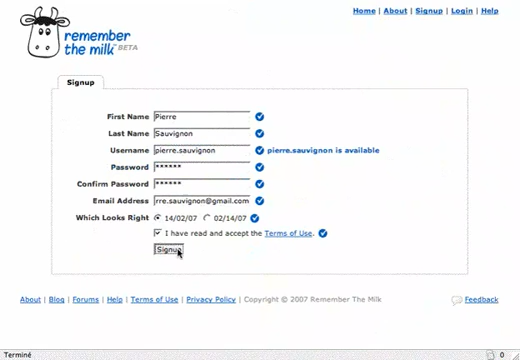 Home | About | Signup | Login | Help
remember
the milk™ BETA
Signup
First Name Pierre
Last Name Sauvignon
Username pierre.sauvignon pierre.sauvignon is available
Password ******
Confirm Password ******
Email Address rre.sauvignon@gmail.com
Which Looks Right 14/02/07 02/14/07
I have read and accept the Terms of Use.
Signup
About | Blog | Forums | Help | Terms of Use | Privacy Policy | Copyright © 2007 Remember The Milk Feedback
Terminé 0